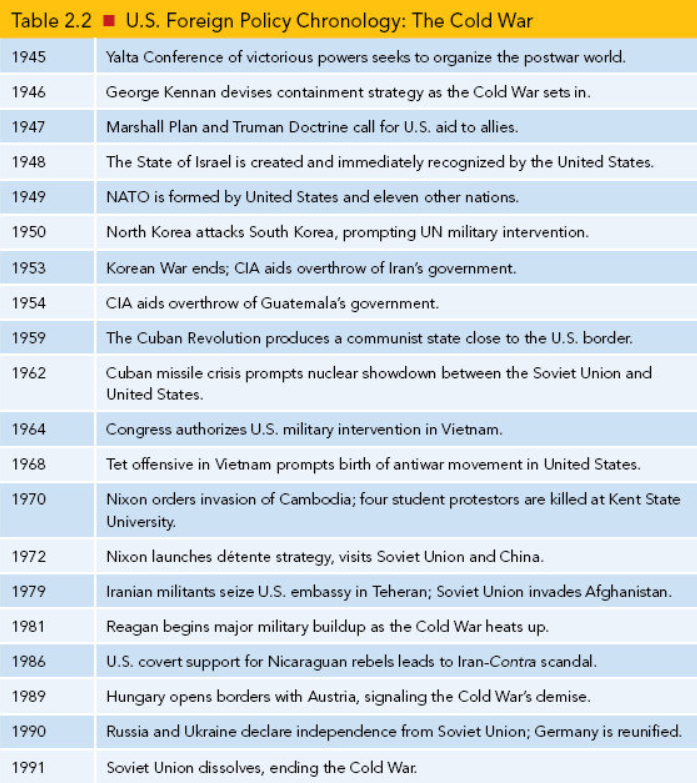 Table 2.2 ■ U.S. Foreign Policy Chronology: The Cold War
1945 Yalta Conference of victorious powers seeks to organize the postwar world.
1946 George Kennan devises containment strategy as the Cold War sets in.
1947 Marshall Plan and Truman Doctrine call for U.S. aid to allies.
1948 The State of Israel is created and immediately recognized by the United States.
1949 NATO is formed by United States and eleven other nations.
1950 North Korea attacks South Korea, prompting UN military intervention.
1953 Korean War ends; CIA aids overthrow of Iran's government.
1954 CIA aids overthrow of Guatemala's government.
1959 The Cuban Revolution produces a communist state close to the U.S. border.
1962 Cuban missile crisis prompts nuclear showdown between the Soviet Union and
United States.
1964 Congress authorizes U.S. military intervention in Vietnam.
1968 Tet offensive in Vietnam prompts birth of antiwar movement in United States.
1970 Nixon orders invasion of Cambodia; four student protestors are killed at Kent State
University.
1972 Nixon launches détente strategy, visits Soviet Union and China.
1979 Iranian militants seize U.S. embassy in Teheran; Soviet Union invades Afghanistan.
1981 Reagan begins major military buildup as the Cold War heats up.
1986 U.S. covert support for Nicaraguan rebels leads to Iran-Contra scandal.
1989 Hungary opens borders with Austria, signaling the Cold War's demise.
1990 Russia and Ukraine declare independence from Soviet Union; Germany is reunified.
1991 Soviet Union dissolves, ending the Cold War.